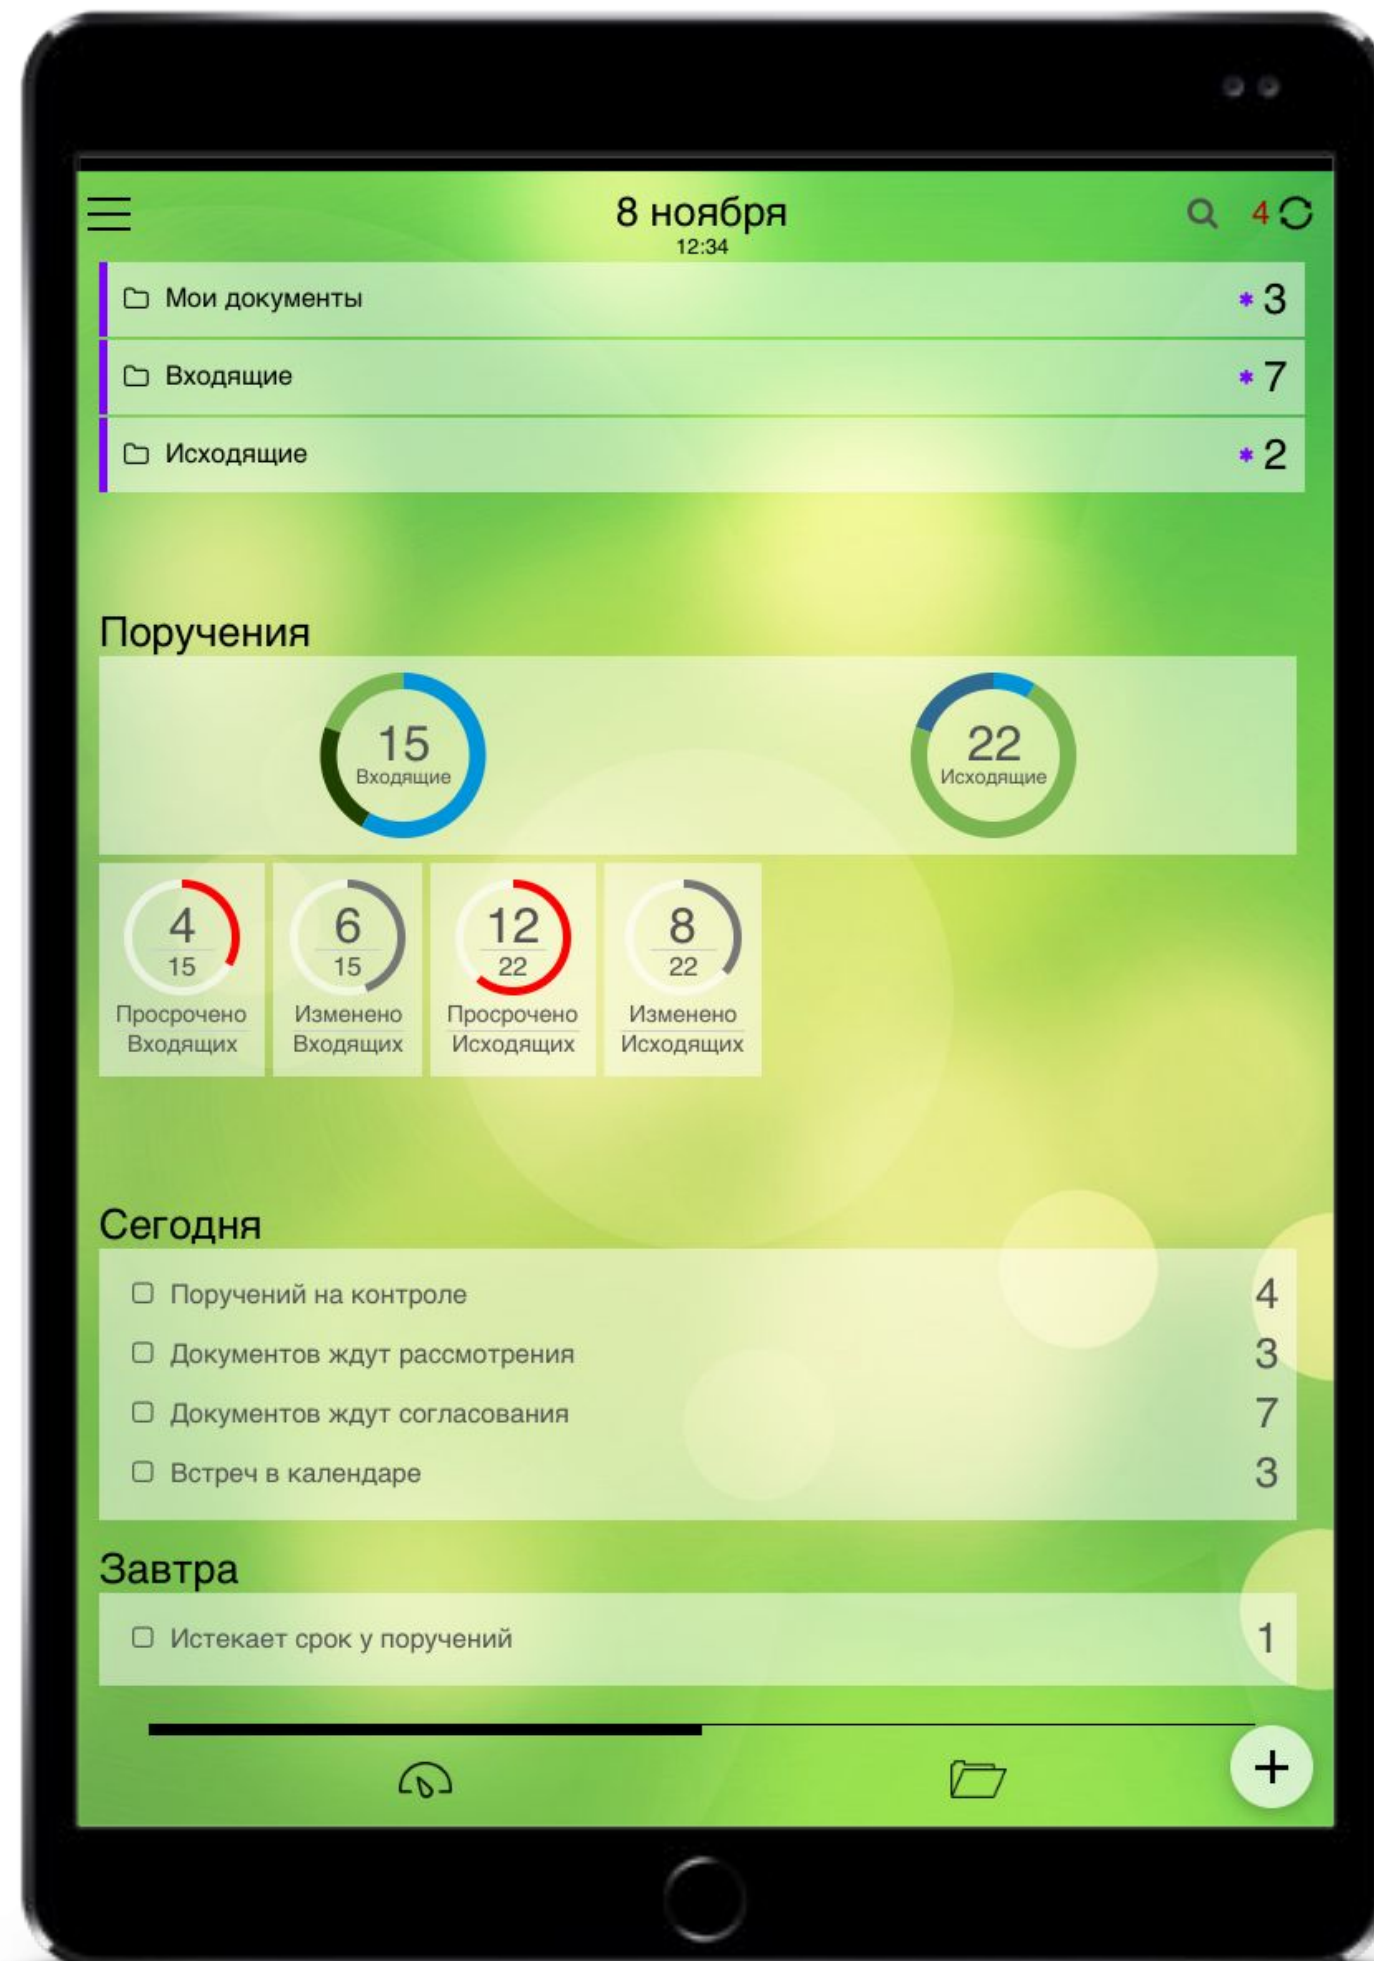 8 ноября
4
12:34
Мои документы * 3
Входящие * 7
Исходящие * 2
Поручения
15
Входящие
22
Исходящие
4
15
Просрочено
Входящих
6
15
Изменено
Входящих
12
22
Просрочено
Исходящих
8
22
Изменено
Исходящих
Сегодня
Поручений на контроле 4
Документов ждут рассмотрения 3
Документов ждут согласования 7
Встреч в календаре 3
Завтра
Истекает срок у поручений 1
+